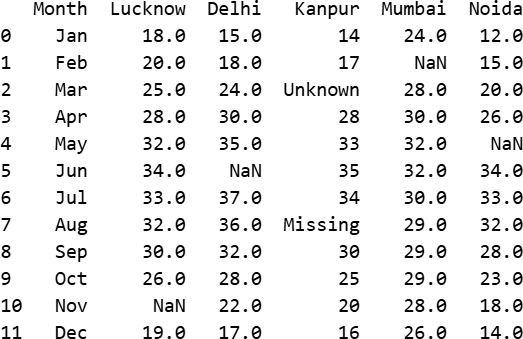 Month Lucknow Delhi Kanpur Mumbai Noida
0 Jan 18.0 15.0 14 24.0 12.0
1 Feb 20.0 18.0 17 NaN 15.0
2 Mar 25.0 24.0 Unknown 28.0 20.0
3 Apr 28.0 30.0 28 30.0 26.0
4 May 32.0 35.0 33 32.0 NaN
5 Jun 34.0 NaN 35 32.0 34.0
6 Jul 33.0 37.0 34 30.0 33.0
7 Aug 32.0 36.0 Missing 29.0 32.0
8 Sep 30.0 32.0 30 29.0 28.0
9 Oct 26.0 28.0 25 29.0 23.0
10 Nov NaN 22.0 20 28.0 18.0
11 Dec 19.0 17.0 16 26.0 14.0